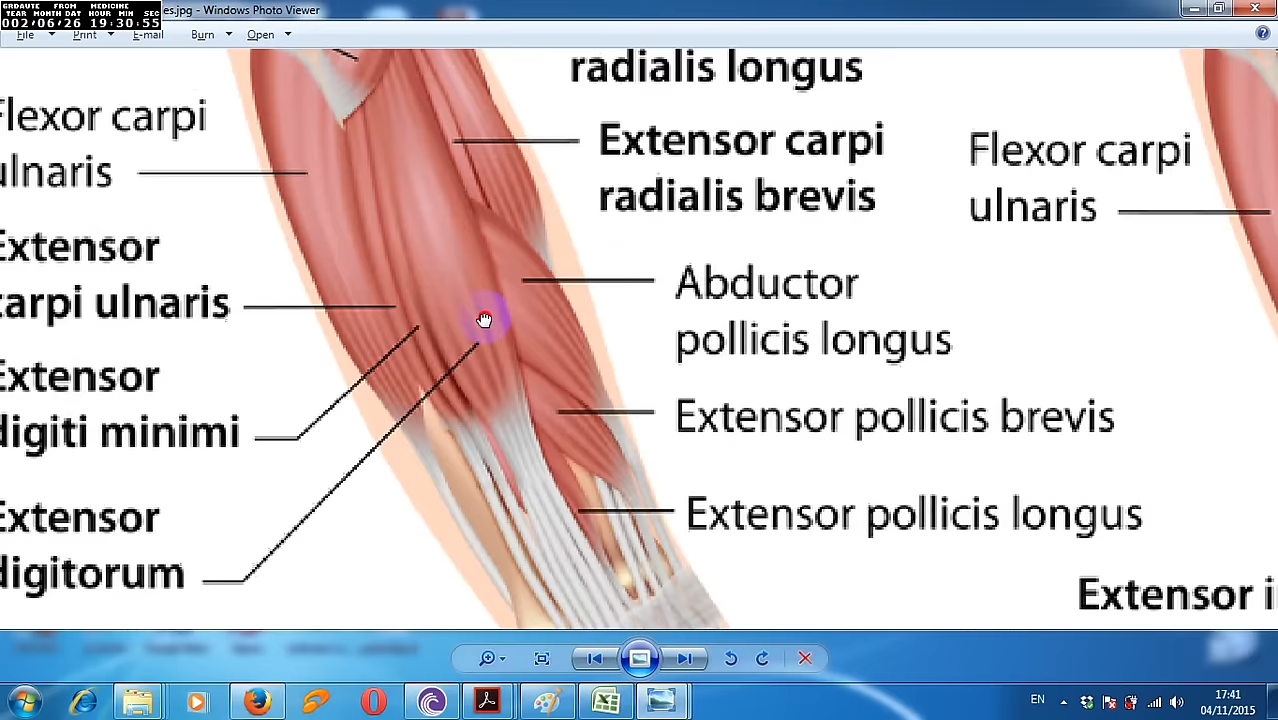 GRDAUTE FROM MEDICINE
YEAR MONTH DAY HOUR MIN SEC
002/06/26 19:30:55
es.jpg - Windows Photo Viewer
File Print E-mail Burn Open
radialis longus
Flexor carpi
ulnaris
Extensor carpi
radialis brevis
Flexor carpi
ulnaris
Extensor
carpi ulnaris
Abductor
pollicis longus
Extensor
digiti minimi
Extensor pollicis brevis
Extensor
digitorum
Extensor pollicis longus
Extensor i
EN
17:41
04/11/2015